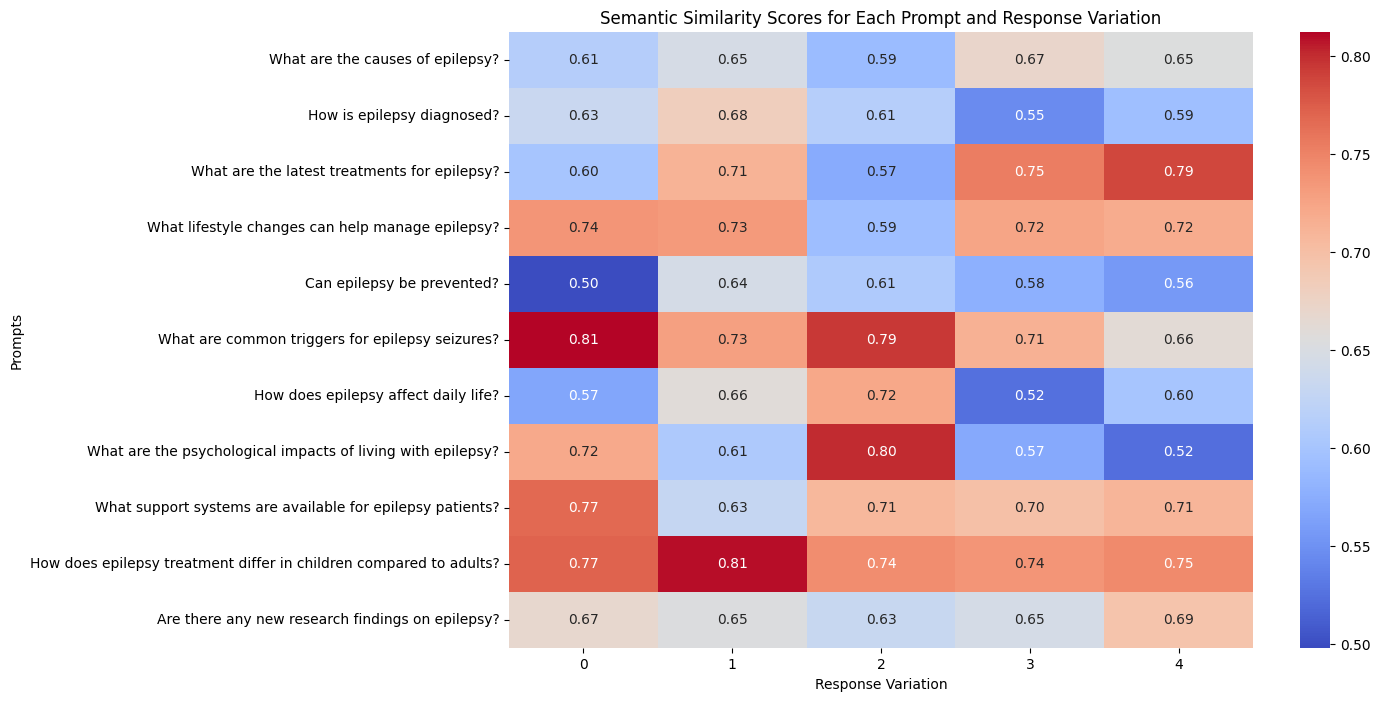 Semantic Similarity Scores for Each Prompt and Response Variation
Prompts
What are the causes of epilepsy? 0.61 0.65 0.59 0.67 0.65
How is epilepsy diagnosed? 0.63 0.68 0.61 0.55 0.59
What are the latest treatments for epilepsy? 0.60 0.71 0.57 0.75 0.79
What lifestyle changes can help manage epilepsy? 0.74 0.73 0.59 0.72 0.72
Can epilepsy be prevented? 0.50 0.64 0.61 0.58 0.56
What are common triggers for epilepsy seizures? 0.81 0.73 0.79 0.71 0.66
How does epilepsy affect daily life? 0.57 0.66 0.72 0.52 0.60
What are the psychological impacts of living with epilepsy? 0.72 0.61 0.80 0.57 0.52
What support systems are available for epilepsy patients? 0.77 0.63 0.71 0.70 0.71
How does epilepsy treatment differ in children compared to adults? 0.77 0.81 0.74 0.74 0.75
Are there any new research findings on epilepsy? 0.67 0.65 0.63 0.65 0.69
0 1 2 3 4
Response Variation
0.80
0.75
0.70
0.65
0.60
0.55
0.50